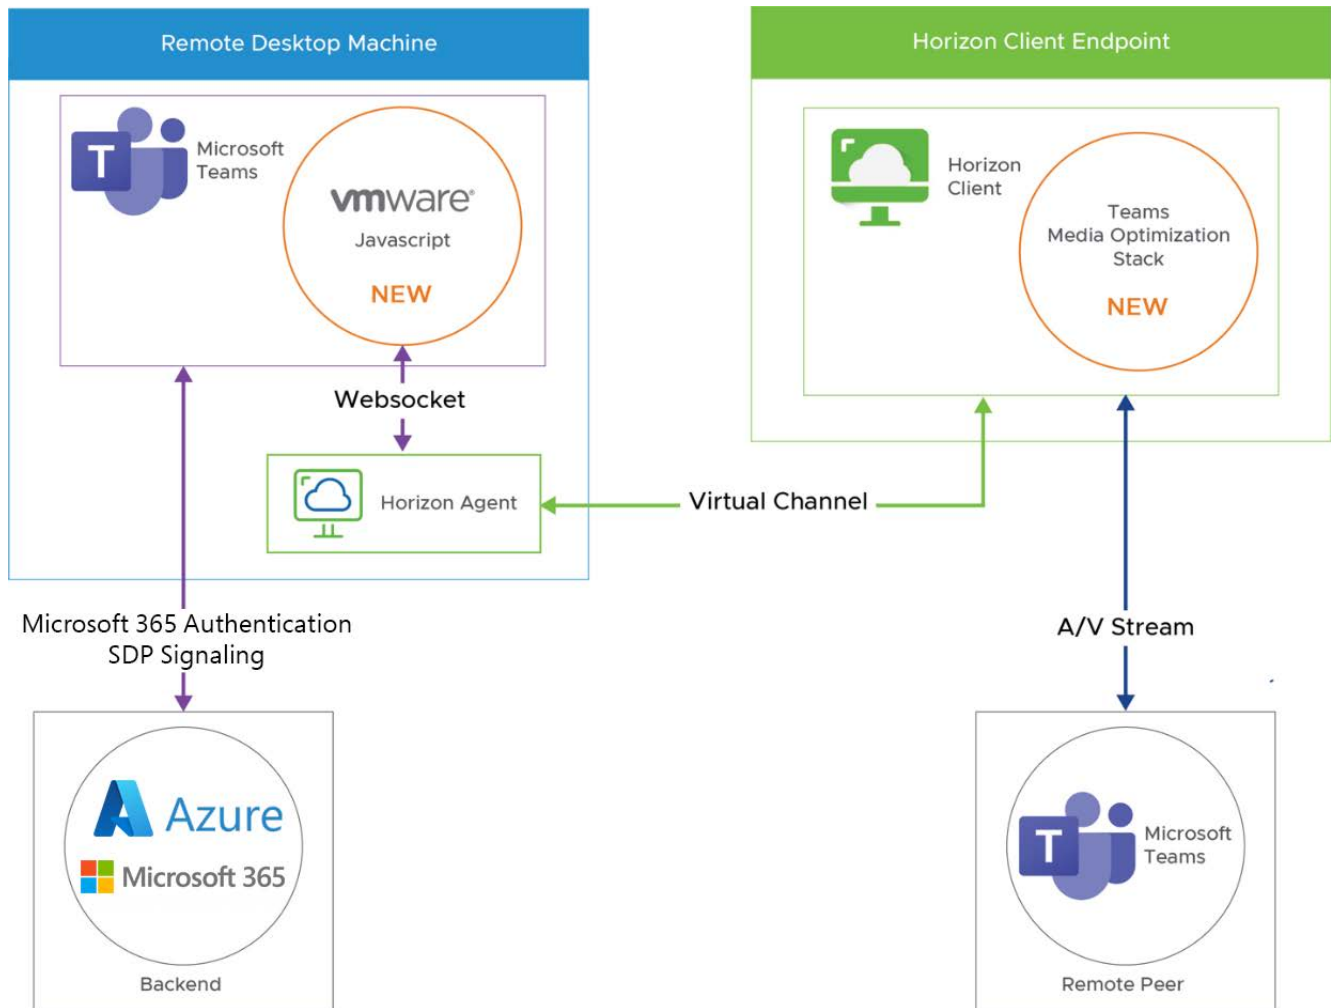 Remote Desktop Machine
T
Microsoft
Teams
vmware®
Javascript
NEW
Websocket
Horizon Agent
Horizon Client Endpoint
Horizon
Client
Teams
Media Optimization
Stack
NEW
Virtual Channel
Microsoft 365 Authentication
SDP Signaling
A/V Stream
Azure
Microsoft 365
Backend
T
Microsoft
Teams
Remote Peer